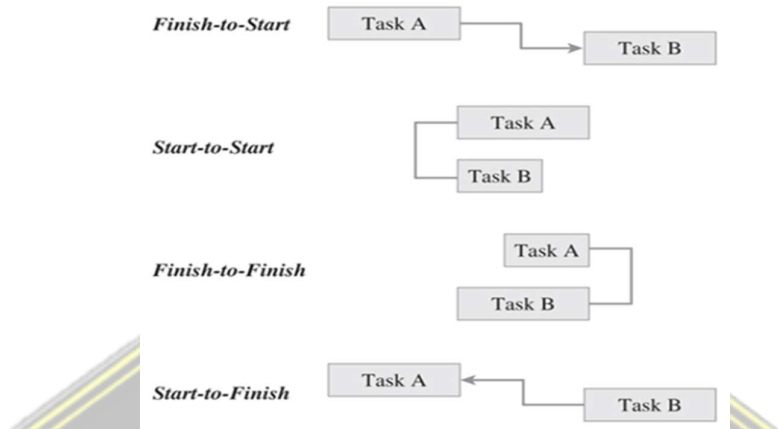 Finish-to-Start
Task A
Task B
Start-to-Start
Task A
Task B
Finish-to-Finish
Task A
Task B
Start-to-Finish
Task A
Task B